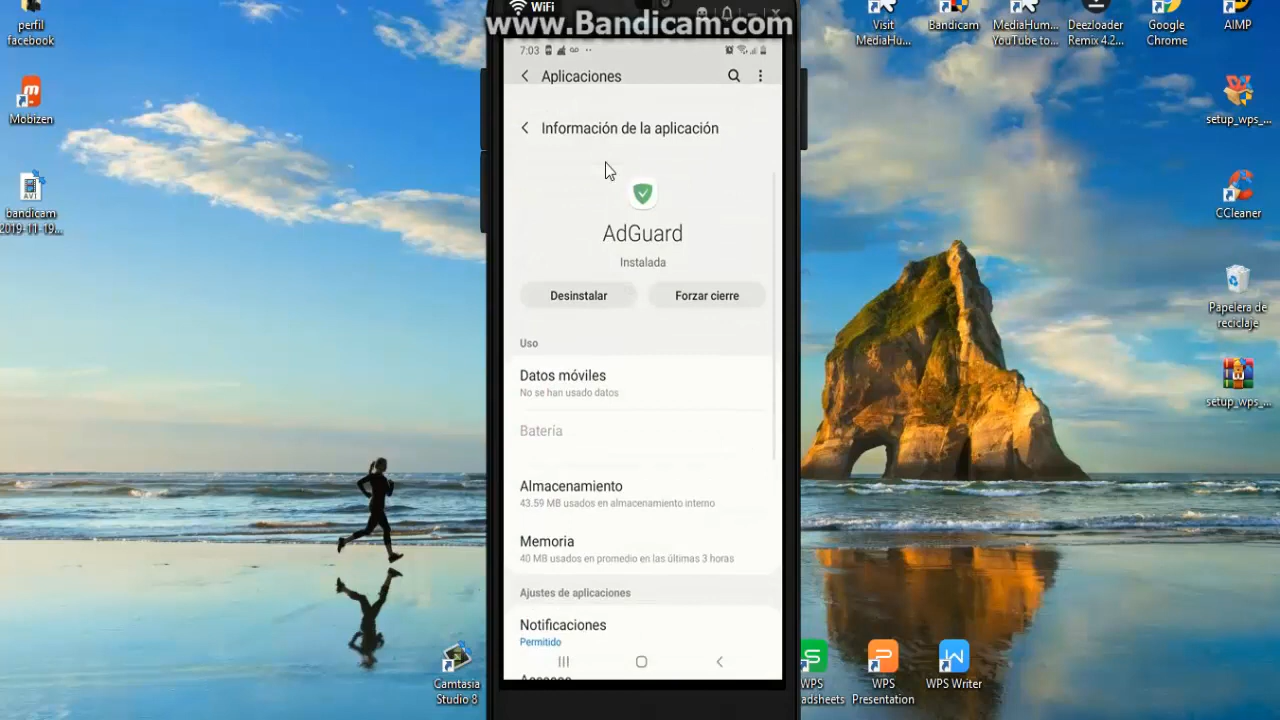 perfil
facebook
Mobizen
bandicam
2019-11-19...
WiFi
www.Bandicam.com
7:03
Aplicaciones
Información de la aplicación
AdGuard
Instalada
Desinstalar
Forzar cierre
Uso
Datos móviles
No se han usado datos
Batería
Almacenamiento
43.59 MB usados en almacenamiento interno
Memoria
40 MB usados en promedio en las últimas 3 horas
Ajustes de aplicaciones
Notificaciones
Permitido
Visit
MediaHu...
Bandicam
MediaHum...
YouTube to...
Deezloader
Remix 4.2...
Google
Chrome
AIMP
setup_wps_...
CCleaner
Papelera de
reciclaje
setup_wps_...
Camtasia
Studio 8
WPS
adsheets
WPS
Presentation
WPS Writer